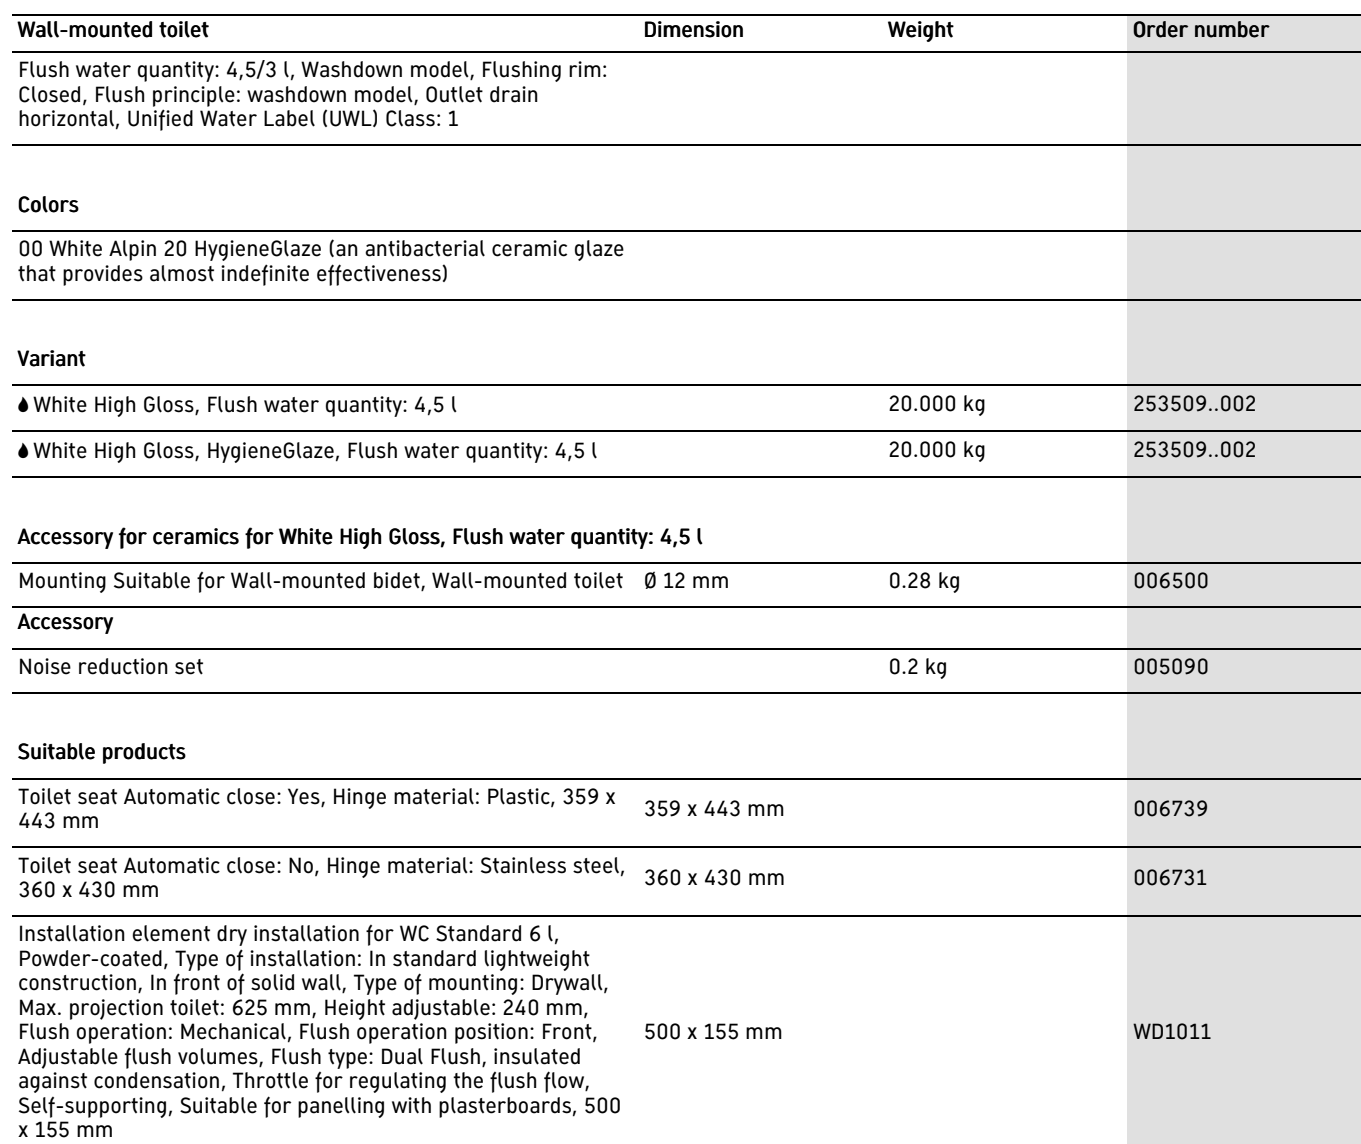 Wall-mounted toilet Dimension Weight Order number
Flush water quantity: 4,5/3 l, Washdown model, Flushing rim:
Closed, Flush principle: washdown model, Outlet drain
horizontal, Unified Water Label (UWL) Class: 1
Colors
00 White Alpin 20 HygieneGlaze (an antibacterial ceramic glaze
that provides almost indefinite effectiveness)
Variant
White High Gloss, Flush water quantity: 4,5 l 20.000 kg 253509..002
White High Gloss, HygieneGlaze, Flush water quantity: 4,5 l 20.000 kg 253509..002
Accessory for ceramics for White High Gloss, Flush water quantity: 4,5 l
Mounting Suitable for Wall-mounted bidet, Wall-mounted toilet Ø 12 mm 0.28 kg 006500
Accessory
Noise reduction set 0.2 kg 005090
Suitable products
Toilet seat Automatic close: Yes, Hinge material: Plastic, 359 x
443 mm
359 x 443 mm 006739
Toilet seat Automatic close: No, Hinge material: Stainless steel,
360 x 430 mm
360 x 430 mm 006731
Installation element dry installation for WC Standard 6 l,
Powder-coated, Type of installation: In standard lightweight
construction, In front of solid wall, Type of mounting: Drywall,
Max. projection toilet: 625 mm, Height adjustable: 240 mm,
Flush operation: Mechanical, Flush operation position: Front,
Adjustable flush volumes, Flush type: Dual Flush, insulated
against condensation, Throttle for regulating the flush flow,
Self-supporting, Suitable for panelling with plasterboards, 500
x 155 mm
500 x 155 mm WD1011